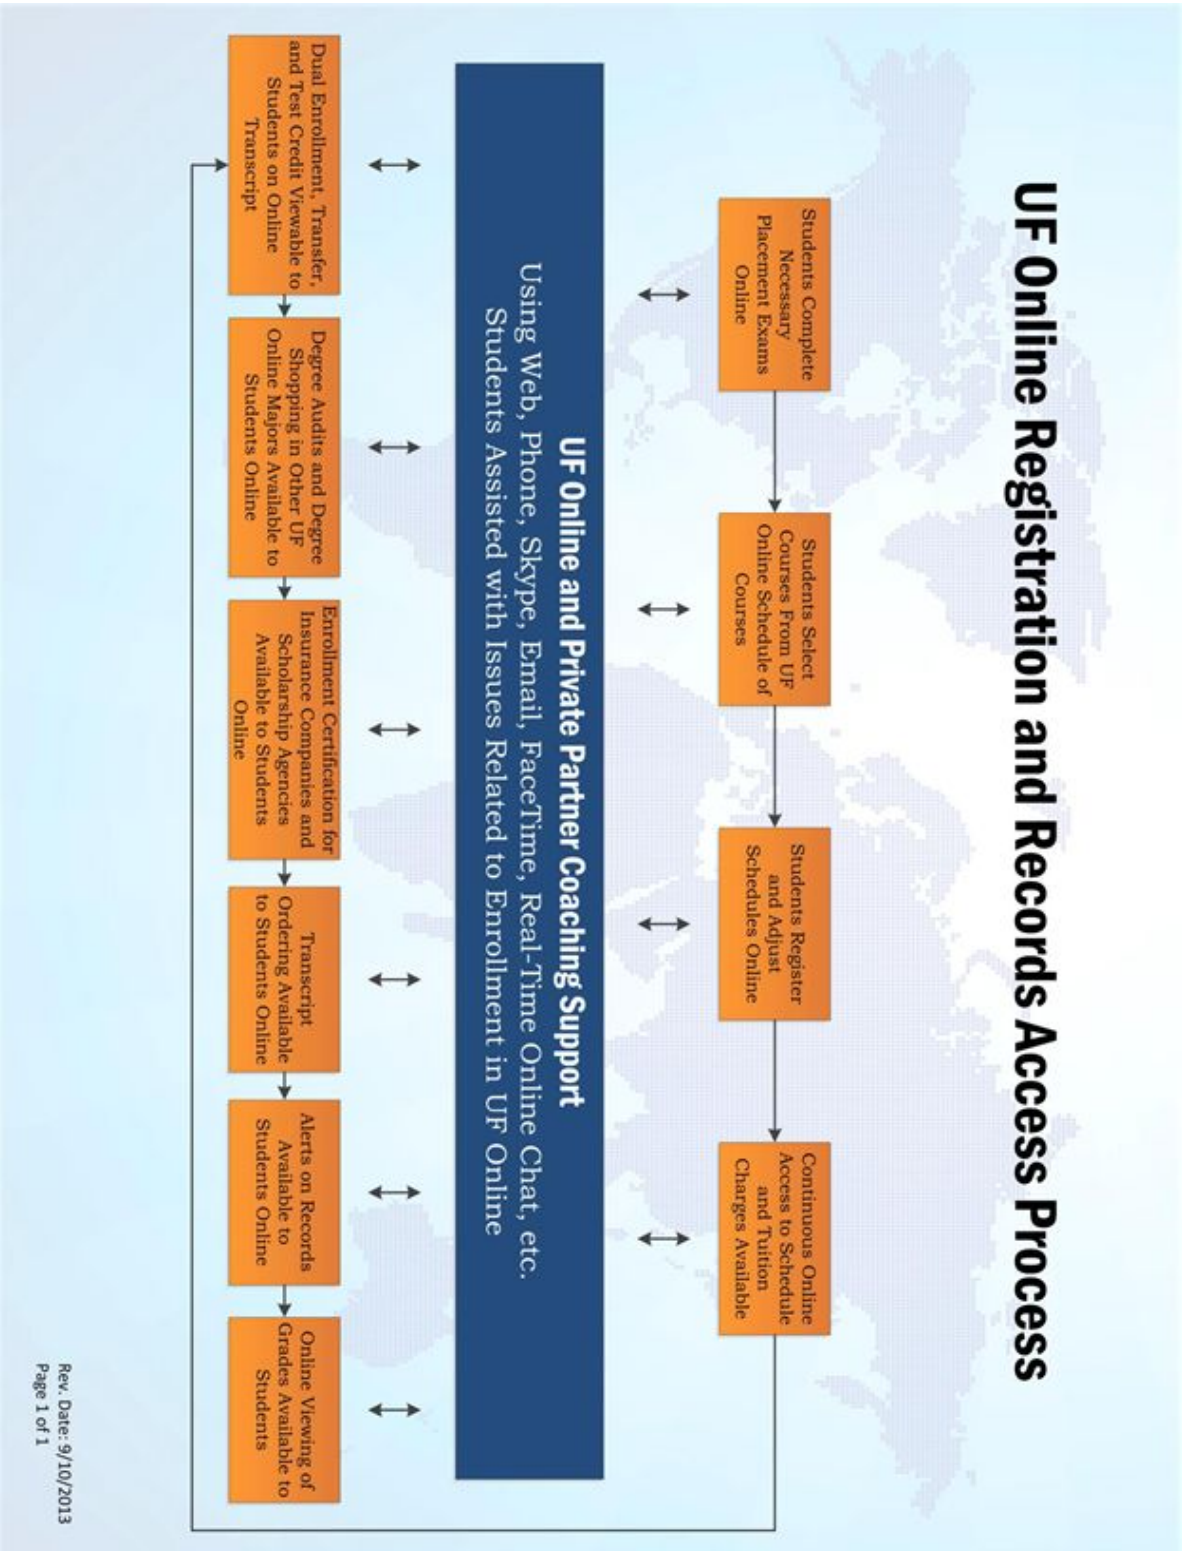 UF Online Registration and Records Access Process
Students Complete
Necessary
Placement Exams
Online
Students Select
Courses From UF
Online Schedule of
Courses
Students Register
and Adjust
Schedules Online
Continuous Online
Access to Schedule
and Tuition
Charges Available
UF Online and Private Partner Coaching Support
Using Web, Phone, Skype, Email, FaceTime, Real-Time Online Chat, etc.
Students Assisted with Issues Related to Enrollment in UF Online
Dual Enrollment, Transfer,
and Test Credit Viewable to
Students on Online
Transcript
Degree Audits and Degree
Shopping in Other UF
Online Majors Available to
Students Online
Enrollment Certification for
Insurance Companies and
Scholarship Agencies
Available to Students
Online
Transcript
Ordering Available
to Students Online
Alerts on Records
Available to
Students Online
Online Viewing of
Grades Available to
Students
Rev. Date: 9/10/2013
Page 1 of 1